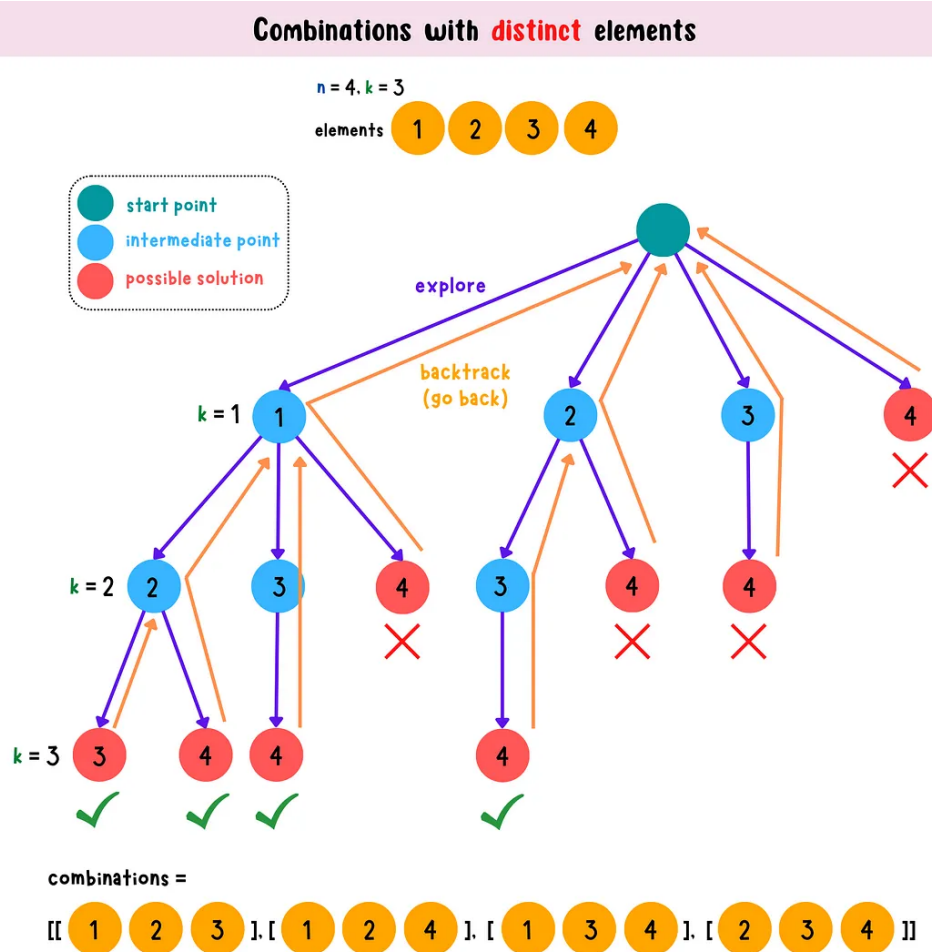 Combinations with distinct elements
n = 4, k = 3
elements 1 2 3 4
start point
intermediate point
possible solution
explore
backtrack
(go back)
k = 1 1 2 3 4
k = 2 2 3 4 3 4 4
k = 3 3 4 4 4
combinations =
[[ 1 2 3 ], [ 1 2 4 ], [ 1 3 4 ], [ 2 3 4 ]]